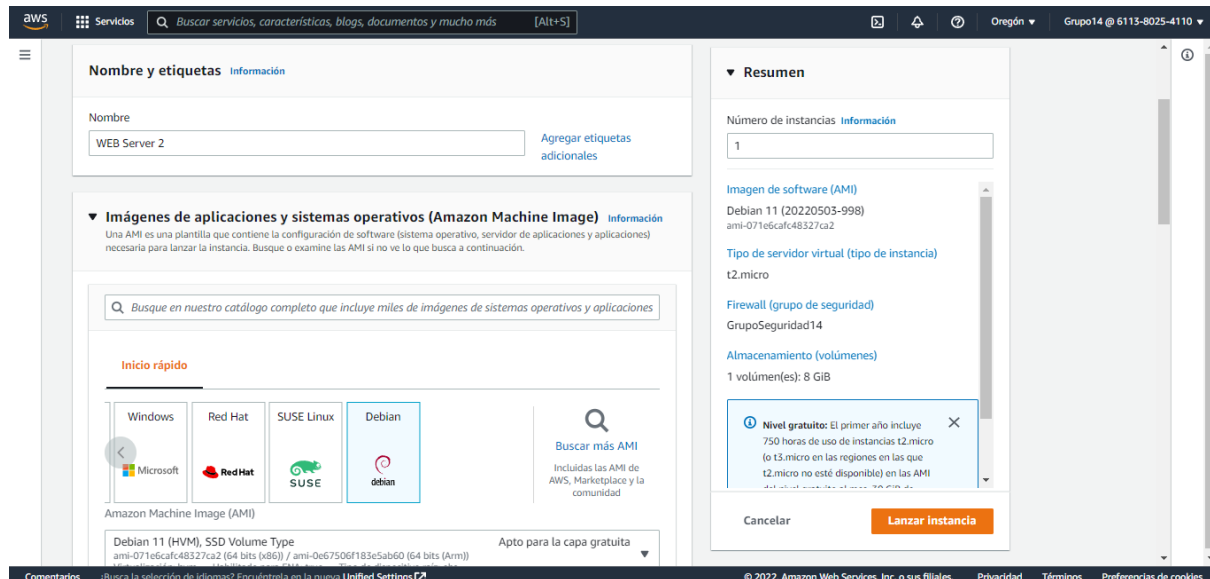 aws
Servicios
Buscar servicios, características, blogs, documentos y mucho más
[Alt+S]
Oregón
Grupo14 @ 6113-8025-4110
Nombre y etiquetas Información
Nombre
WEB Server 2
Agregar etiquetas
adicionales
Imágenes de aplicaciones y sistemas operativos (Amazon Machine Image) Información
Una AMI es una plantilla que contiene la configuración de software (sistema operativo, servidor de aplicaciones y aplicaciones)
necesaria para lanzar la instancia. Busque o examine las AMI si no ve lo que busca a continuación.
Busque en nuestro catálogo completo que incluye miles de imágenes de sistemas operativos y aplicaciones
Inicio rápido
Windows
Microsoft
Red Hat
Red Hat
SUSE Linux
SUSE
Debian
debian
Buscar más AMI
Incluidas las AMI de
AWS, Marketplace y la
comunidad
Amazon Machine Image (AMI)
Debian 11 (HVM), SSD Volume Type
Apto para la capa gratuita
ami-071e6cafc48327ca2 (64 bits (x86)) / ami-0e67506f183e5ab60 (64 bits (Arm))
Resumen
Número de instancias Información
1
Imagen de software (AMI)
Debian 11 (20220503-998)
ami-071e6cafc48327ca2
Tipo de servidor virtual (tipo de instancia)
t2.micro
Firewall (grupo de seguridad)
GrupoSeguridad14
Almacenamiento (volúmenes)
1 volúmen(es): 8 GiB
Nivel gratuito: El primer año incluye
750 horas de uso de instancias t2.micro
(o t3.micro en las regiones en las que
t2.micro no esté disponible) en las AMI
Cancelar
Lanzar instancia
Comentarios
¿Busca la selección de idiomas? Encuéntrela en la nueva Unified Settings
© 2022, Amazon Web Services, Inc. o sus filiales.
Privacidad
Términos
Preferencias de cookies